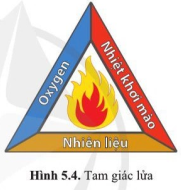 Oxygen
Nhiệt khơi mào
Nhiên liệu
Hình 5.4. Tam giác lửa